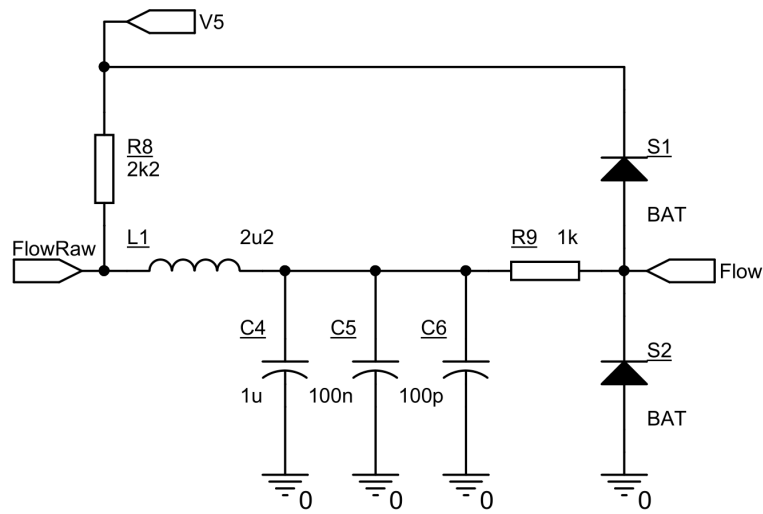 V5
R8
2k2
S1
BAT
FlowRaw
L1
2u2
R9
1k
Flow
C4
C5
C6
S2
1u
100n
100p
BAT
0
0
0
0